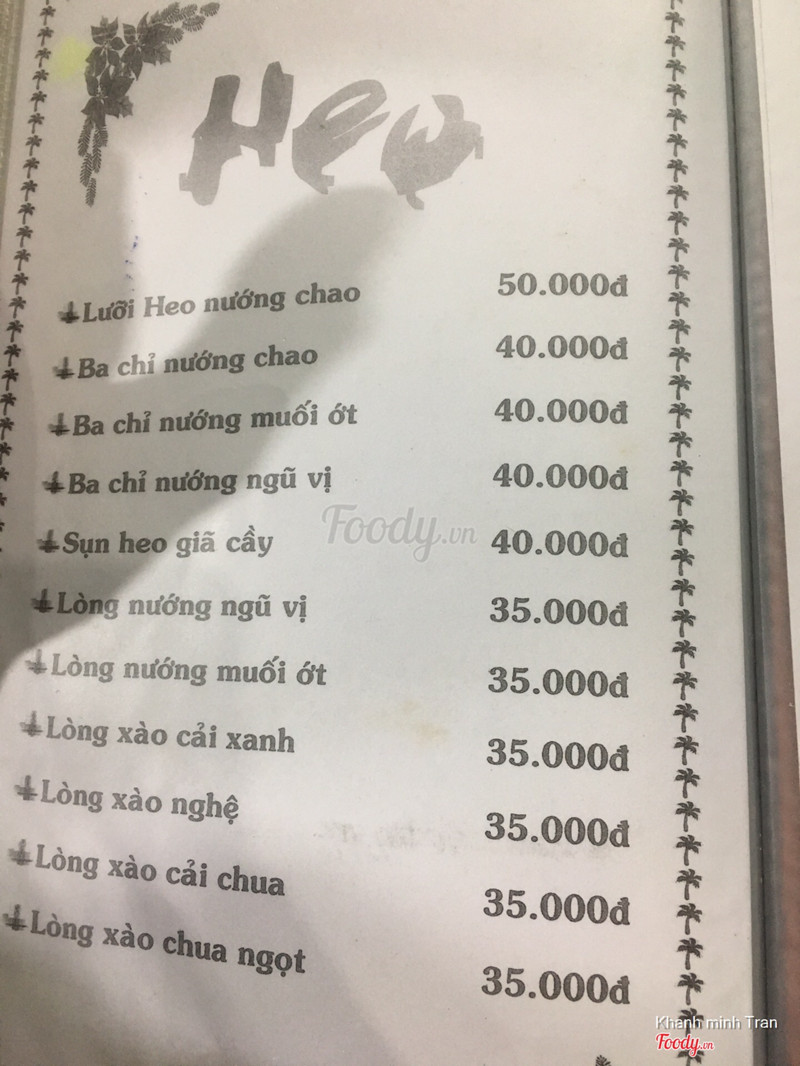 Heo
Lưỡi Heo nướng chao 50.000đ
Ba chỉ nướng chao 40.000đ
Ba chỉ nướng muối ớt 40.000đ
Ba chỉ nướng ngũ vị 40.000đ
Sụn heo giã cầy 40.000đ
Lòng nướng ngũ vị 35.000đ
Lòng nướng muối ớt 35.000đ
Lòng xào cải xanh 35.000đ
Lòng xào nghệ 35.000đ
Lòng xào cải chua 35.000đ
Lòng xào chua ngọt 35.000đ
Foody.vn
Khanh minh Tran
Foody.vn